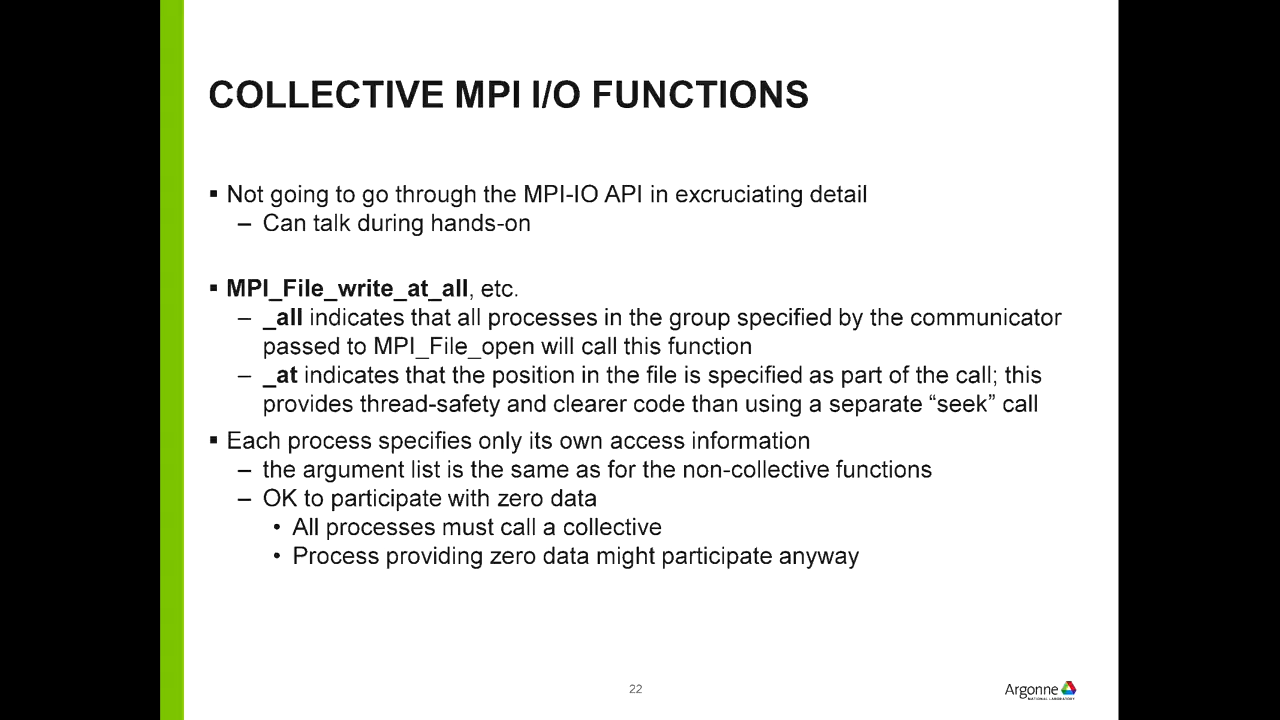 COLLECTIVE MPI I/O FUNCTIONS
▪ Not going to go through the MPI-IO API in excruciating detail
– Can talk during hands-on
▪ MPI_File_write_at_all, etc.
– _all indicates that all processes in the group specified by the communicator
passed to MPI_File_open will call this function
– _at indicates that the position in the file is specified as part of the call; this
provides thread-safety and clearer code than using a separate “seek” call
▪ Each process specifies only its own access information
– the argument list is the same as for the non-collective functions
– OK to participate with zero data
• All processes must call a collective
• Process providing zero data might participate anyway
22
Argonne
NATIONAL LABORATORY